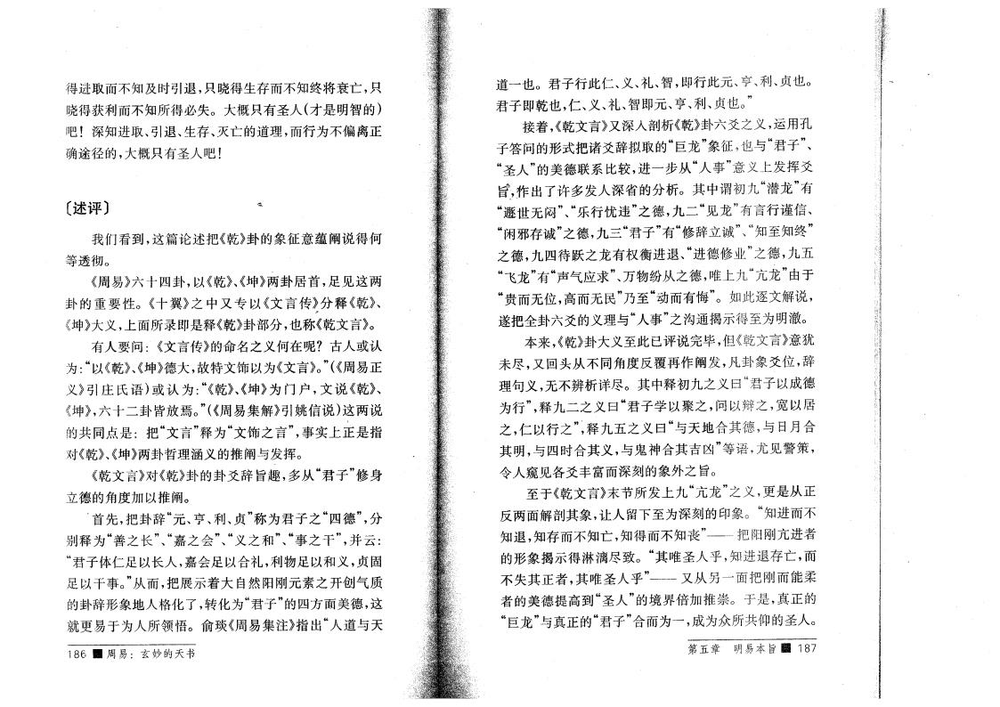 得进取而不知及时引退，只晓得生存而不知终将衰亡，只
晓得获利而不知所得必失。大概只有圣人(才是明智的)
吧！深知进取、引退、生存、灭亡的道理，而行为不偏离正
确途径的，大概只有圣人吧！
〔述评〕
我们看到，这篇论述把《乾》卦的象征意蕴阐说得何
等透彻。
《周易》六十四卦，以《乾》、《坤》两卦居首，足见这两
卦的重要性。《十翼》之中又专以《文言传》分释《乾》、
《坤》大义，上面所录即是释《乾》卦部分，也称《乾文言》。
有人要问：《文言传》的命名之义何在呢？古人或认
为：“以《乾》、《坤》德大，故特文饰以为《文言》。”(《周易正
义》引庄氏语)或认为：“《乾》、《坤》为门户，文说《乾》、
《坤》，六十二卦皆放焉。”(《周易集解》引姚信说)这两说
的共同点是：把“文言”释为“文饰之言”，事实上正是指
对《乾》、《坤》两卦哲理涵义的推阐与发挥。
《乾文言》对《乾》卦的卦爻辞旨趣，多从“君子”修身
立德的角度加以推阐。
首先，把卦辞“元、亨、利、贞”称为君子之“四德”，分
别释为“善之长”、“嘉之会”、“义之和”、“事之干”，并云：
“君子体仁足以长人，嘉会足以合礼，利物足以和义，贞固
足以干事。”从而，把展示着大自然阳刚元素之开创气质
的卦辞形象地人格化了，转化为“君子”的四方面美德，这
就更易于为人所领悟。俞琰《周易集注》指出“人道与天
186 ■周易：玄妙的天书
道一也。君子行此仁、义、礼、智，即行此元、亨、利、贞也。
君子即乾也，仁、义、礼、智即元、亨、利、贞也。”
接着，《乾文言》又深入剖析《乾》卦六爻之义，运用孔
子答问的形式把诸爻辞拟取的“巨龙”象征，也与“君子”、
“圣人”的美德联系比较，进一步从“人事”意义上发挥爻
旨，作出了许多发人深省的分析。其中谓初九“潜龙”有
“遯世无闷”、“乐行忧违”之德，九二“见龙”有言行谨信、
“闲邪存诚”之德，九三“君子”有“修辞立诚”、“知至知终”
之德，九四待跃之龙有权衡进退、“进德修业”之德，九五
“飞龙”有“声气应求”、万物纷从之德，唯上九“亢龙”由于
“贵而无位，高而无民”乃至“动而有悔”。如此逐文解说，
遂把全卦六爻的义理与“人事”之沟通揭示得至为明澈。
本来，《乾》卦大义至此已评说完毕，但《乾文言》意犹
未尽，又回头从不同角度反覆再作阐发，凡卦象爻位，辞
理句义，无不辨析详尽。其中释初九之义曰“君子以成德
为行”，释九二之义曰“君子学以聚之，问以辩之，宽以居
之，仁以行之”，释九五之义曰“与天地合其德，与日月合
其明，与四时合其义，与鬼神合其吉凶”等语，尤见警策，
令人窥见各爻丰富而深刻的象外之旨。
至于《乾文言》末节所发上九“亢龙”之义，更是从正
反两面解剖其象，让人留下至为深刻的印象。“知进而不
知退，知存而不知亡，知得而不知丧”——把阳刚亢进者
的形象揭示得淋漓尽致。“其唯圣人乎，知进退存亡，而
不失其正者，其唯圣人乎”——又从另一面把刚而能柔
者的美德提高到“圣人”的境界倍加推崇。于是，真正的
“巨龙”与真正的“君子”合而为一，成为众所共仰的圣人。
第五章　明易本旨■187